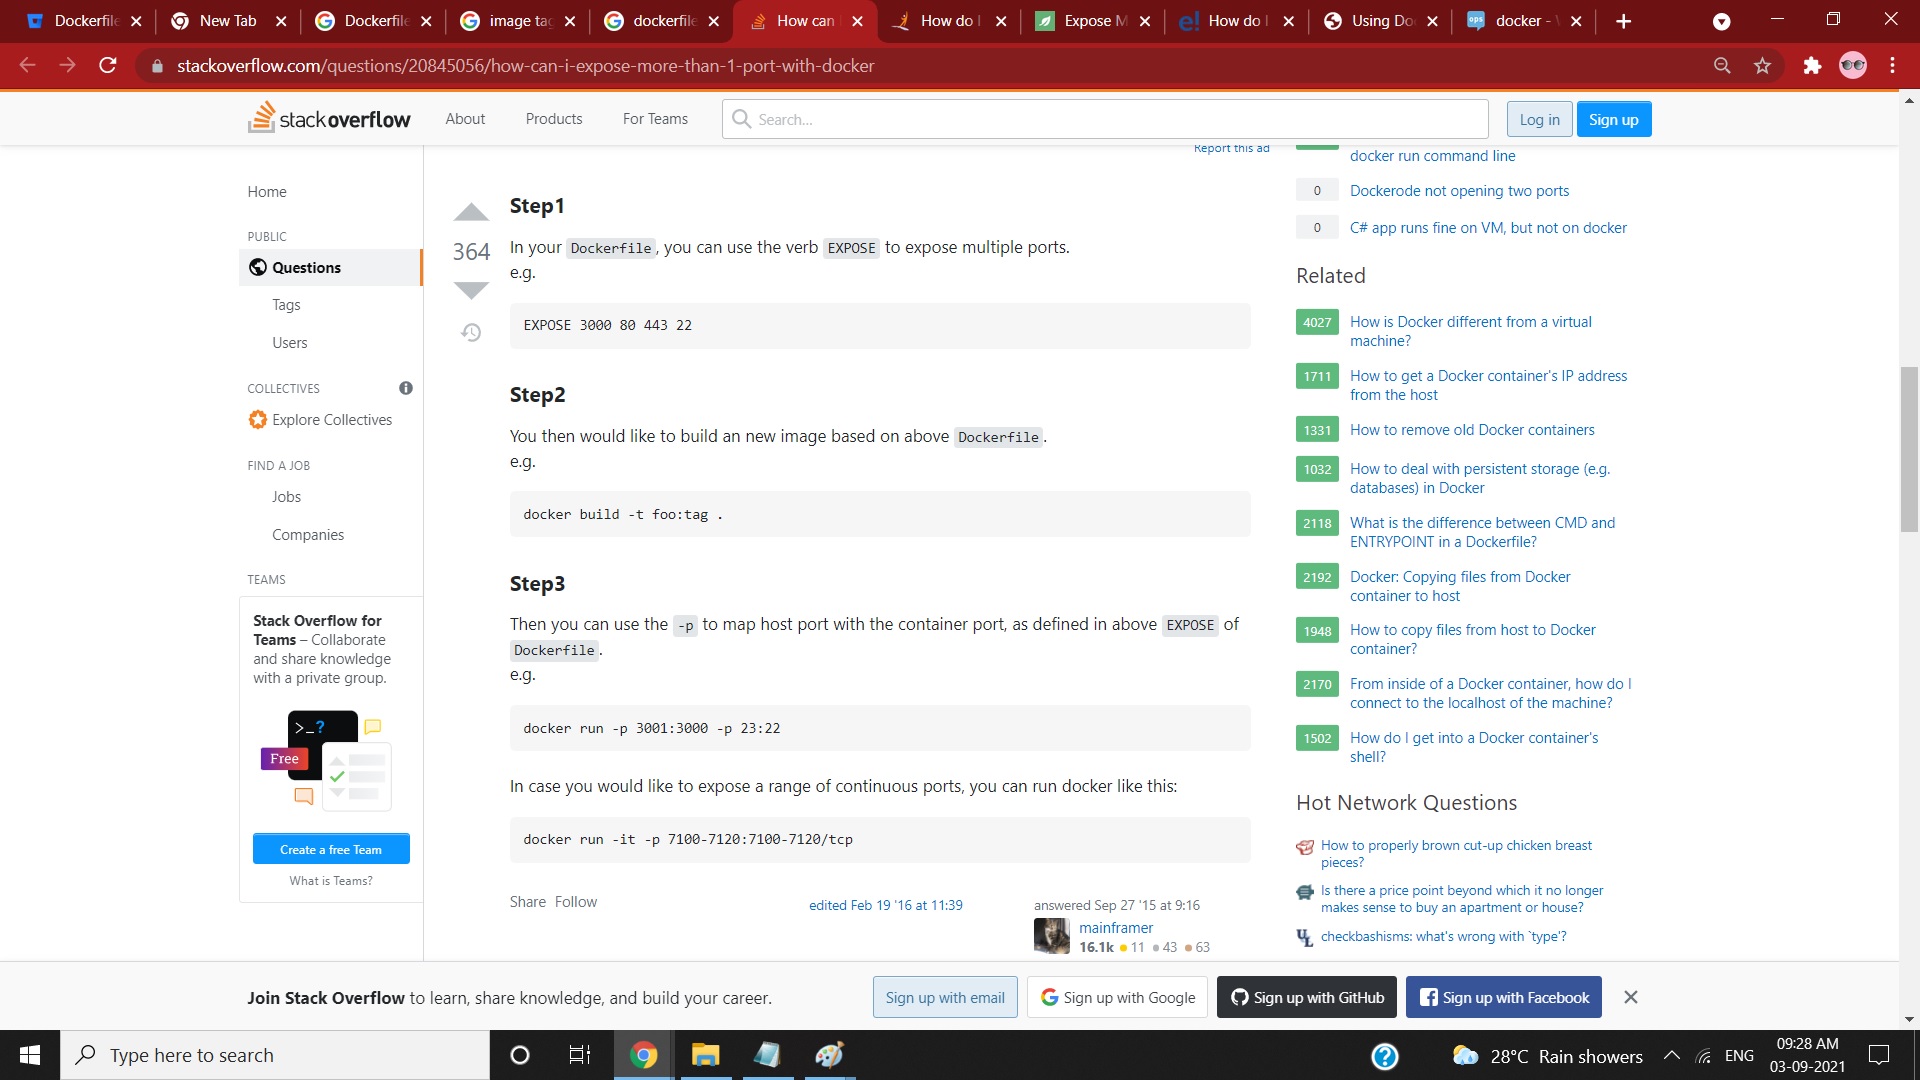 Dockerfile
New Tab
Dockerfile
image tag
dockerfile
How can
How do I
Expose M
How do I
Using Do
docker -
stackoverflow.com/questions/20845056/how-can-i-expose-more-than-1-port-with-docker
stackoverflow
About
Products
For Teams
Search...
Log in
Sign up
Home
PUBLIC
Questions
Tags
Users
COLLECTIVES
Explore Collectives
FIND A JOB
Jobs
Companies
TEAMS
Stack Overflow for
Teams – Collaborate
and share knowledge
with a private group.
>_?
Free
Create a free Team
What is Teams?
Report this ad
364
Step1
In your Dockerfile, you can use the verb EXPOSE to expose multiple ports.
e.g.
EXPOSE 3000 80 443 22
Step2
You then would like to build an new image based on above Dockerfile.
e.g.
docker build -t foo:tag .
Step3
Then you can use the -p to map host port with the container port, as defined in above EXPOSE of
Dockerfile.
e.g.
docker run -p 3001:3000 -p 23:22
In case you would like to expose a range of continuous ports, you can run docker like this:
docker run -it -p 7100-7120:7100-7120/tcp
Share Follow
edited Feb 19 '16 at 11:39
answered Sep 27 '15 at 9:16
mainframer
16.1k 11 43 63
docker run command line
0 Dockerode not opening two ports
0 C# app runs fine on VM, but not on docker
Related
4027 How is Docker different from a virtual
machine?
1711 How to get a Docker container's IP address
from the host
1331 How to remove old Docker containers
1032 How to deal with persistent storage (e.g.
databases) in Docker
2118 What is the difference between CMD and
ENTRYPOINT in a Dockerfile?
2192 Docker: Copying files from Docker
container to host
1948 How to copy files from host to Docker
container?
2170 From inside of a Docker container, how do I
connect to the localhost of the machine?
1502 How do I get into a Docker container's
shell?
Hot Network Questions
How to properly brown cut-up chicken breast
pieces?
Is there a price point beyond which it no longer
makes sense to buy an apartment or house?
checkbashisms: what's wrong with `type'?
Join Stack Overflow to learn, share knowledge, and build your career.
Sign up with email
Sign up with Google
Sign up with GitHub
Sign up with Facebook
Type here to search
28°C Rain showers
ENG
09:28 AM
03-09-2021